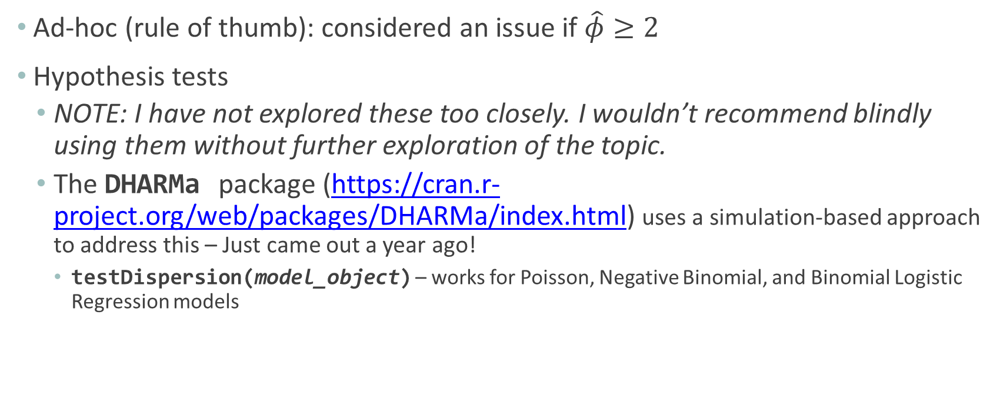 • Ad-hoc (rule of thumb): considered an issue if ϕ̂ ≥ 2
• Hypothesis tests
• NOTE: I have not explored these too closely. I wouldn’t recommend blindly
using them without further exploration of the topic.
• The DHARMa package (https://cran.r-
project.org/web/packages/DHARMa/index.html) uses a simulation-based approach
to address this – Just came out a year ago!
• testDispersion(model_object) – works for Poisson, Negative Binomial, and Binomial Logistic
Regression models